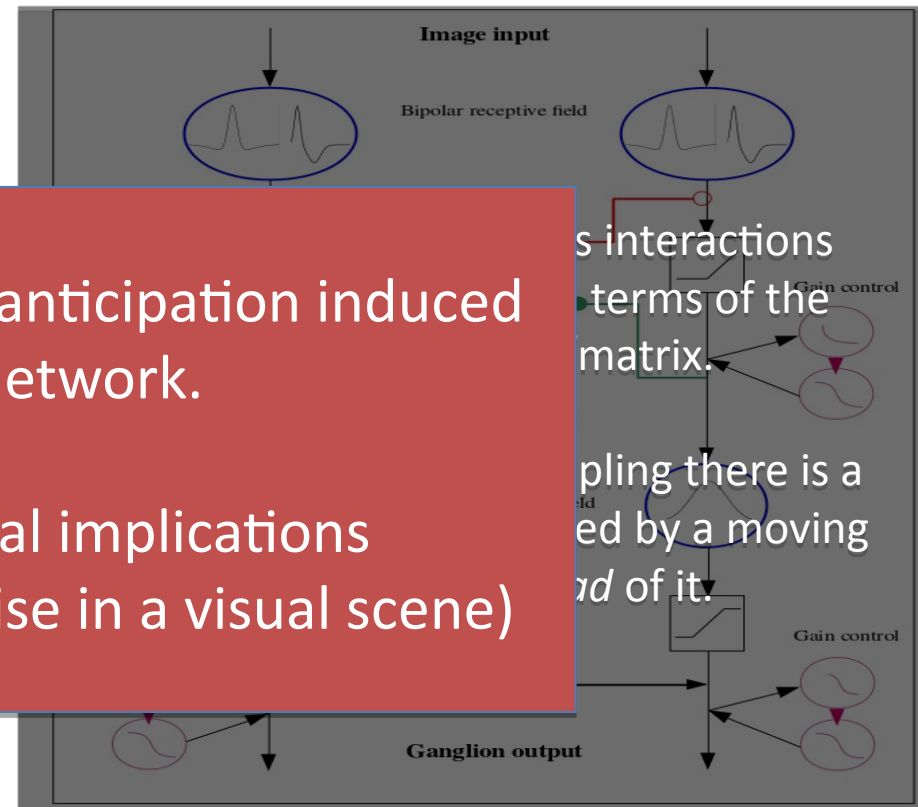 Image input
Bipolar receptive field
s interactions
Gain control
terms of the
matrix.
anticipation induced
etwork.
pling there is a
ed by a moving
ad of it.
al implications
ise in a visual scene)
Gain control
Ganglion output